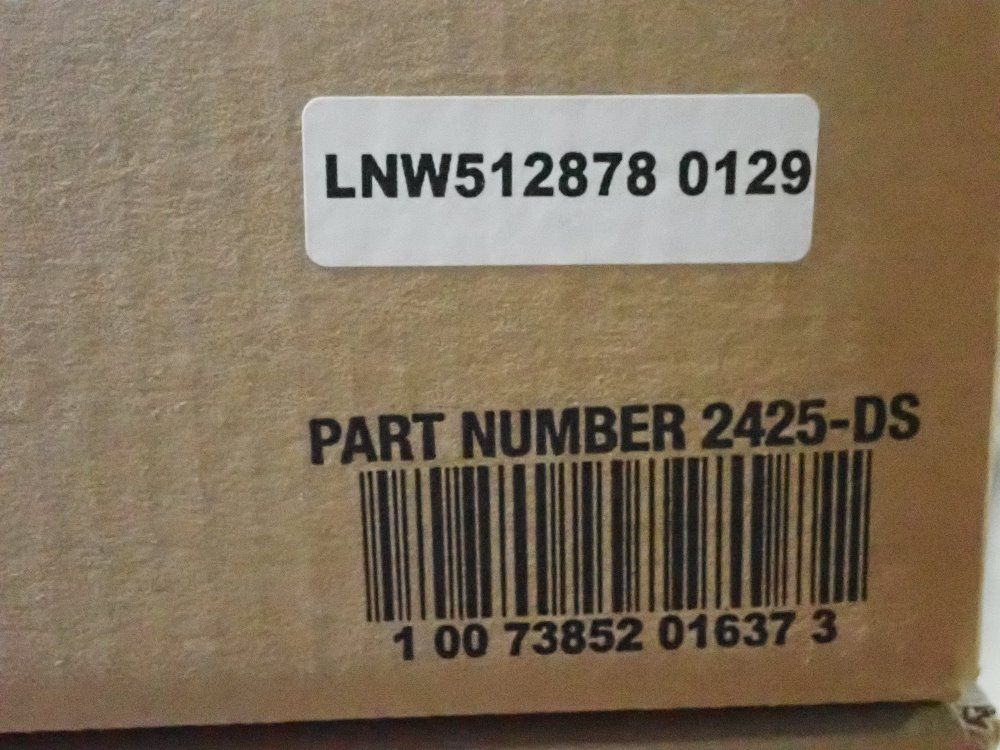 LNW512878 0129
PART NUMBER 2425-DS
1 00 73852 01637 3